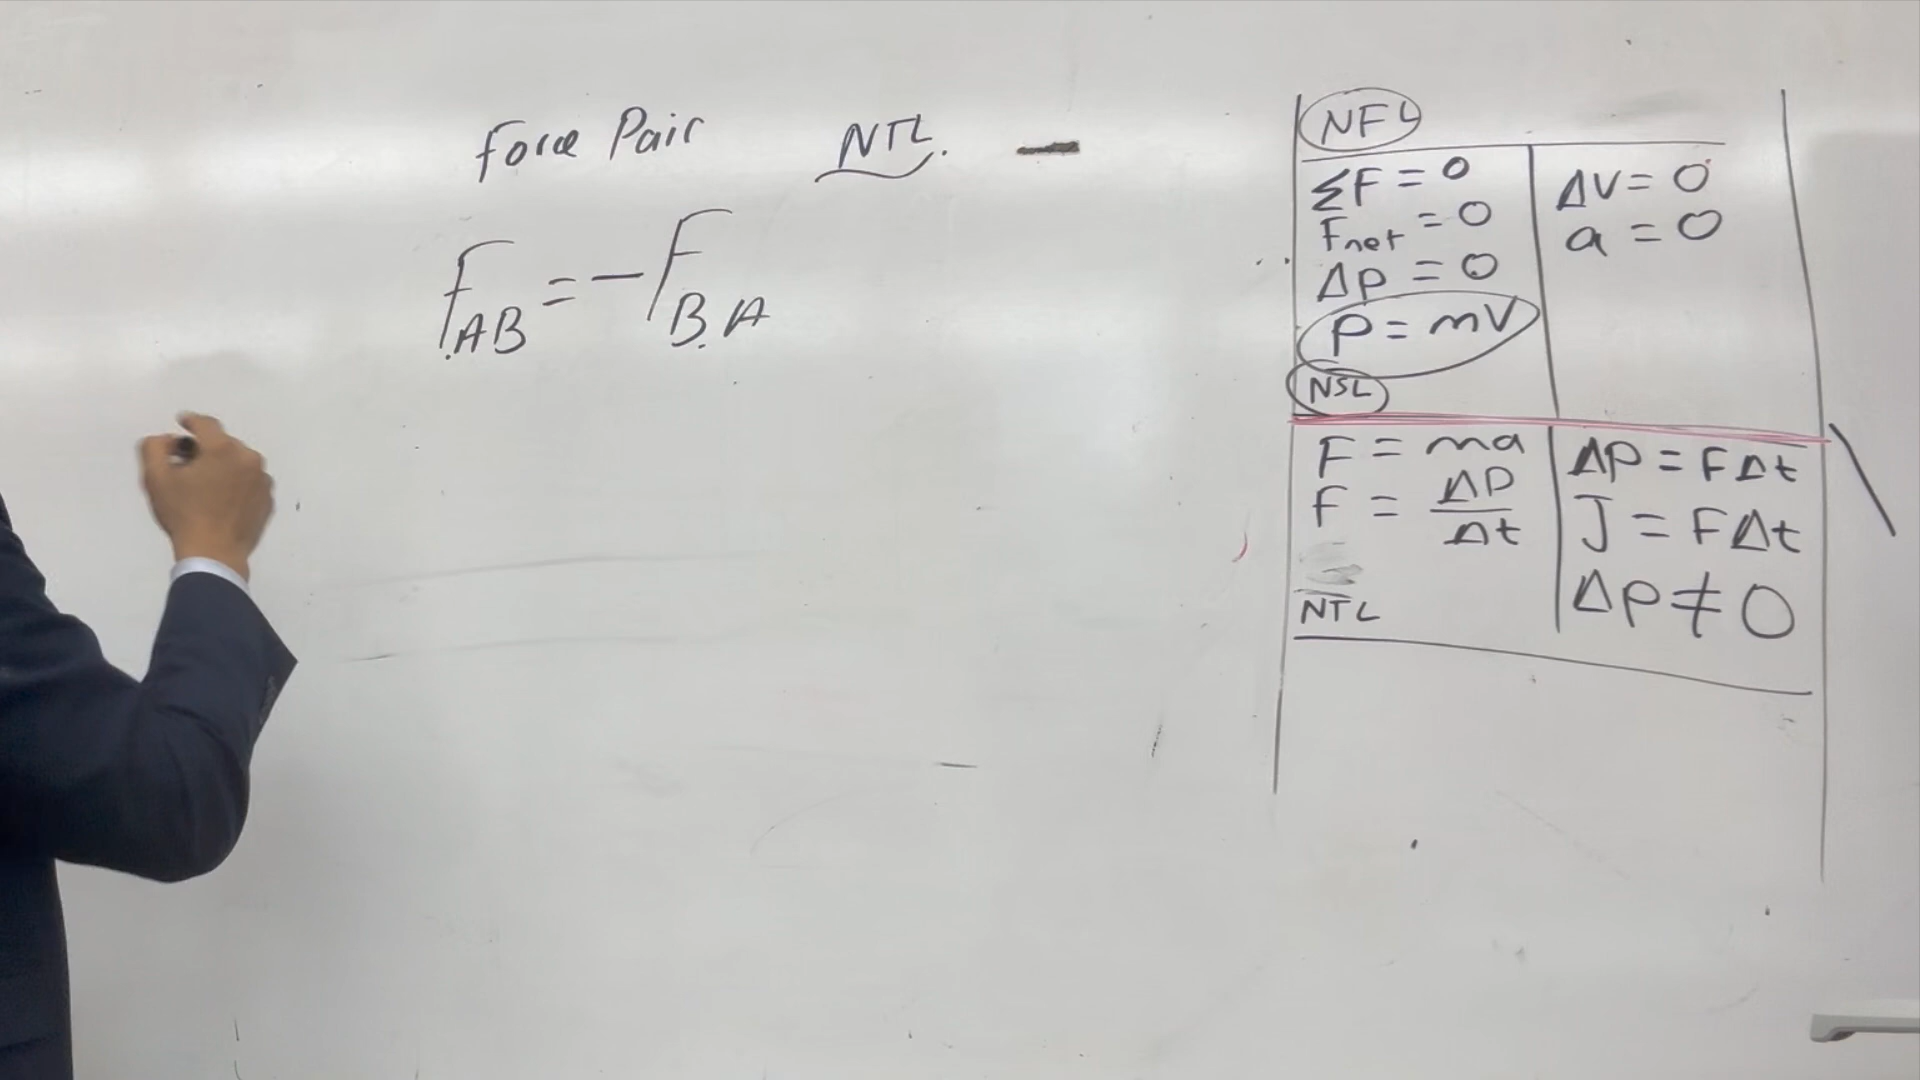 Force Pair NTL.
F_AB = -F_BA
NFL
ΣF = 0
Fnet = 0
Δp = 0
P = mV
ΔV = 0
a = 0
NSL
F = ma
F = ΔP/Δt
ΔP = FΔt
J = FΔt
Δp ≠ 0
NTL